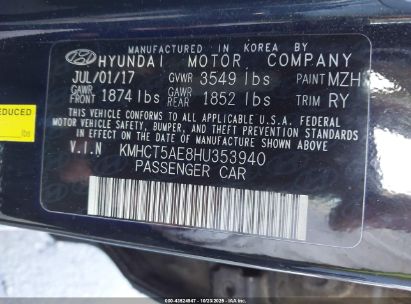 MANUFACTURED IN KOREA BY
HYUNDAI MOTOR COMPANY
JUL/01/17 GVWR 3549 lbs PAINT MZH
GAWR FRONT 1874 lbs GAWR REAR 1852 lbs TRIM RY
THIS VEHICLE CONFORMS TO ALL APPLICABLE U.S.A. FEDERAL
MOTOR VEHICLE SAFETY, BUMPER, AND THEFT PREVENTION
STANDARDS IN EFFECT ON THE DATE OF MANUFACTURE SHOWN ABOVE.
V.I.N KMHCT5AE8HU353940
PASSENGER CAR
REDUCED
lbs